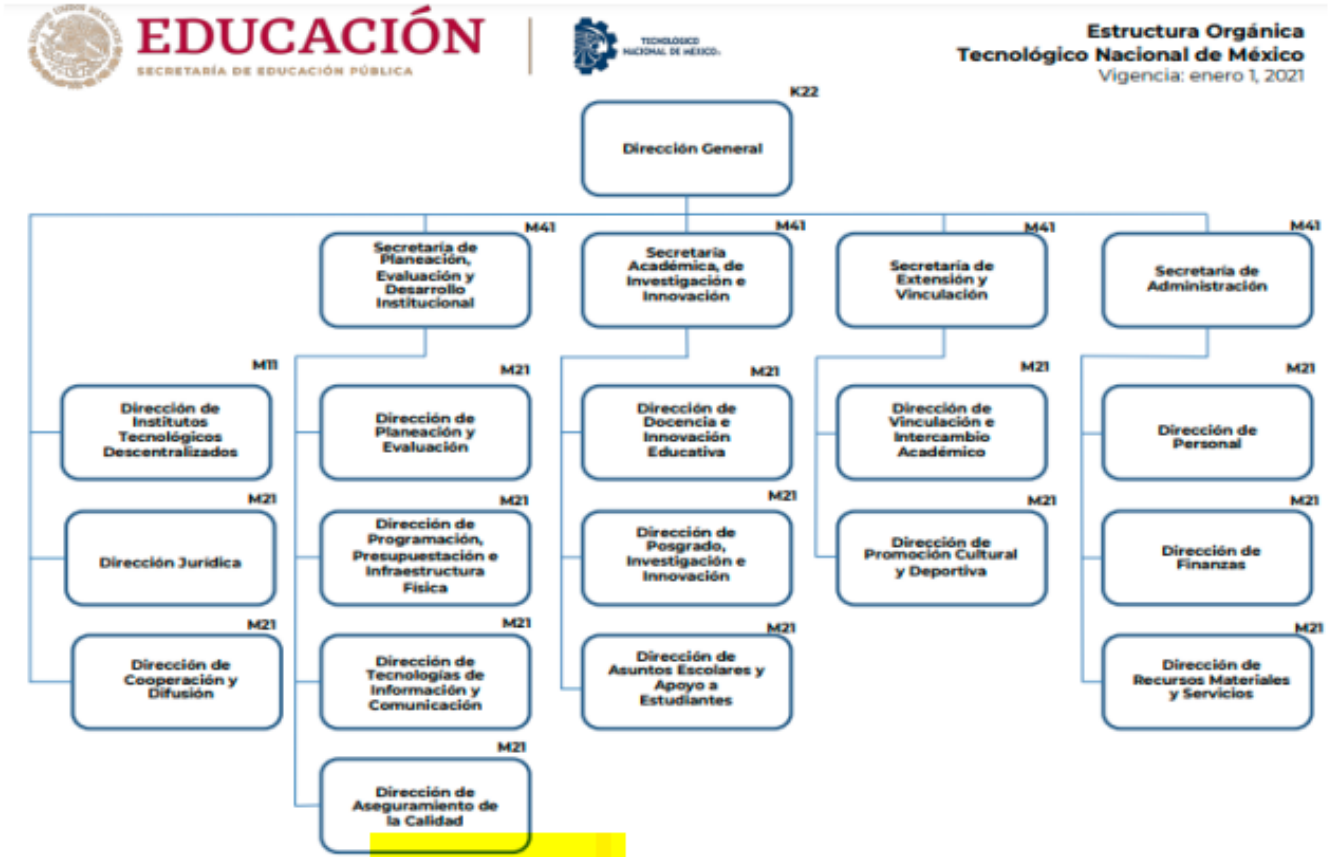 EDUCACIÓN
SECRETARÍA DE EDUCACIÓN PÚBLICA
TECNOLÓGICO
NACIONAL DE MÉXICO
Estructura Orgánica
Tecnológico Nacional de México
Vigencia: enero 1, 2021
K22
Dirección General
M41
Secretaría de
Planeación,
Evaluación y
Desarrollo
Institucional
M41
Secretaría
Académica, de
Investigación e
Innovación
M41
Secretaría de
Extensión y
Vinculación
M41
Secretaría de
Administración
M11
Dirección de
Institutos
Tecnológicos
Descentralizados
M21
Dirección de
Planeación y
Evaluación
M21
Dirección de
Docencia e
Innovación
Educativa
M21
Dirección de
Vinculación e
Intercambio
Académico
M21
Dirección de
Personal
M21
Dirección Jurídica
M21
Dirección de
Programación,
Presupuestación e
Infraestructura
Física
M21
Dirección de
Posgrado,
Investigación e
Innovación
M21
Dirección de
Promoción Cultural
y Deportiva
M21
Dirección de
Finanzas
M21
Dirección de
Cooperación y
Difusión
M21
Dirección de
Tecnologías de
Información y
Comunicación
M21
Dirección de
Asuntos Escolares y
Apoyo a
Estudiantes
M21
Dirección de
Recursos Materiales
y Servicios
M21
Dirección de
Aseguramiento de
la Calidad